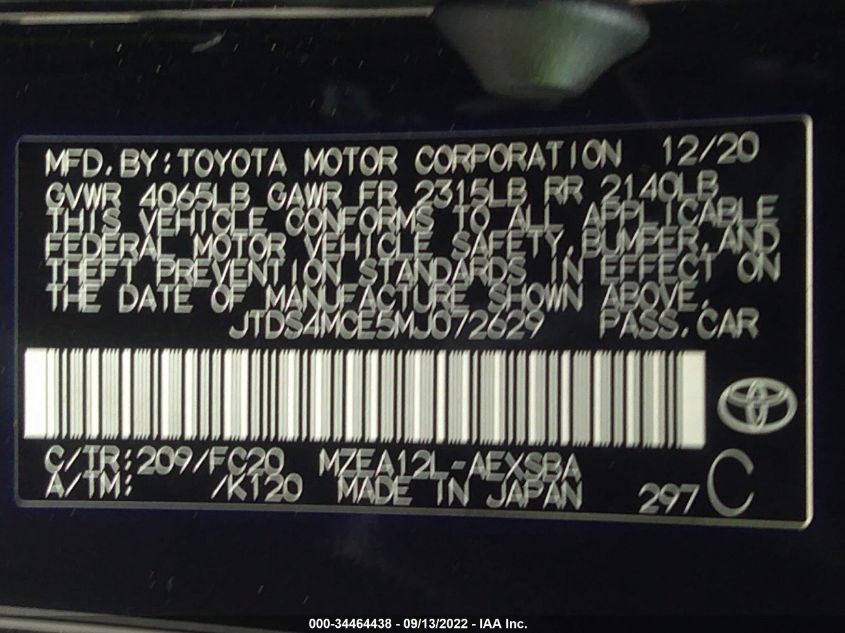 MFD. BY: TOYOTA MOTOR CORPORATION 12/20
GVWR 4065LB GAWR FR 2315LB RR 2140LB
THIS VEHICLE CONFORMS TO ALL APPLICABLE
FEDERAL MOTOR VEHICLE SAFETY, BUMPER, AND
THEFT PREVENTION STANDARDS IN EFFECT ON
THE DATE OF MANUFACTURE SHOWN ABOVE.
JTDS4MCE5MJ072629 PASS. CAR
C/TR: 209/FC20 MZEA12L-AEXSBA
A/TM: /K120 MADE IN JAPAN 297 C
000-34464438 - 09/13/2022 - IAA Inc.